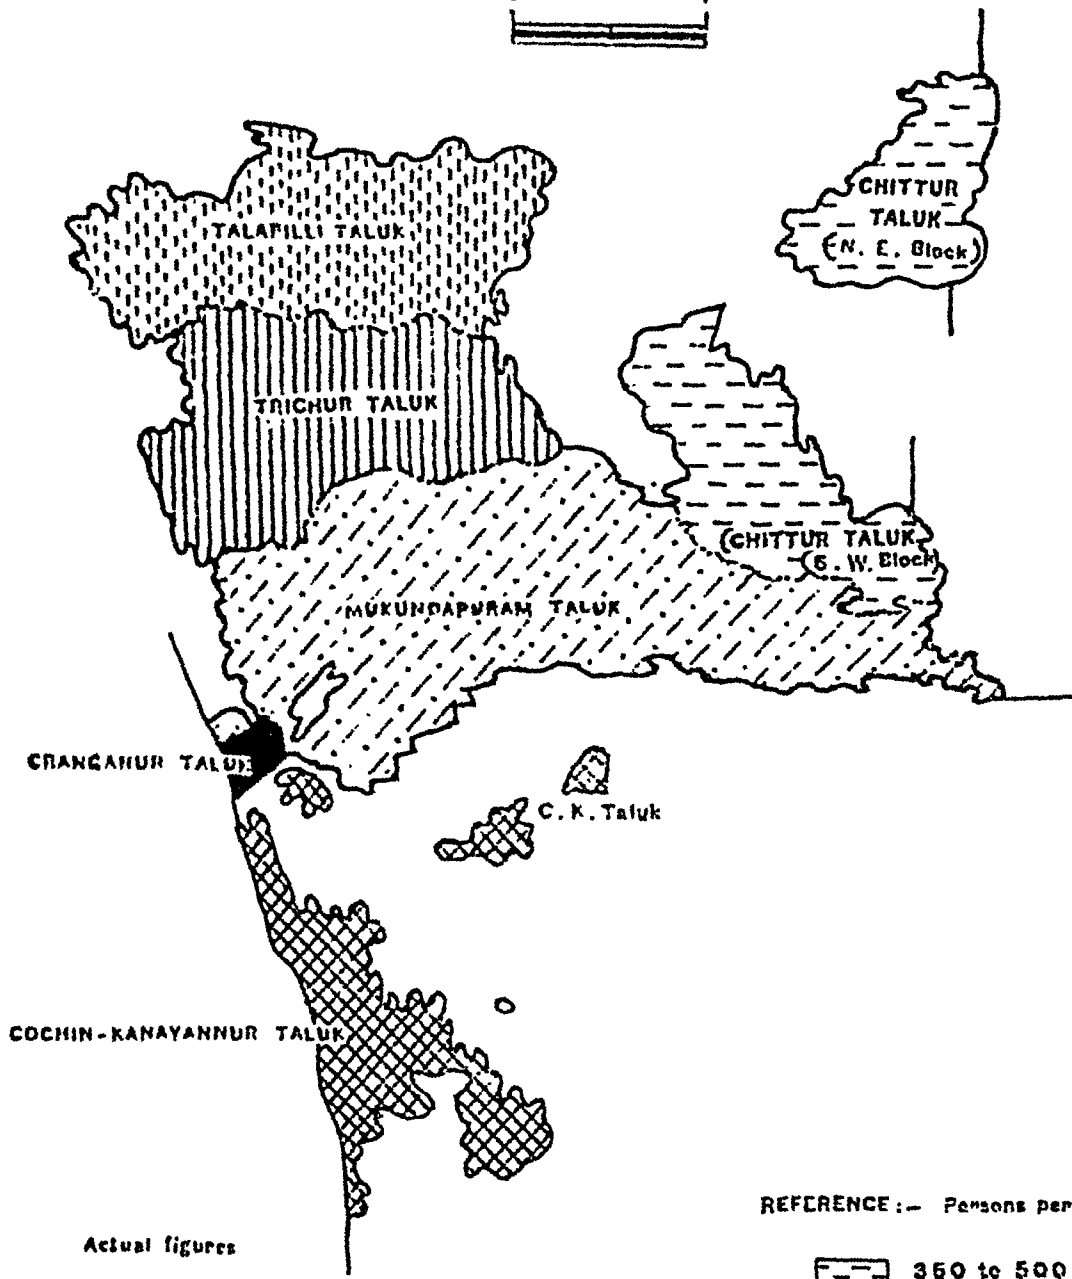 CHITTUR
TALUK
(N. E. Block)
TALAPILLI TALUK
TRICHUR TALUK
(CHITTUR TALUK
(S. W. Block)
MUKUNDAPURAM TALUK
CRANGANUR TALUK
C. K. Taluk
COCHIN-KANAYANNUR TALUK
REFERENCE :- Persons per
Actual figures
350 to 500